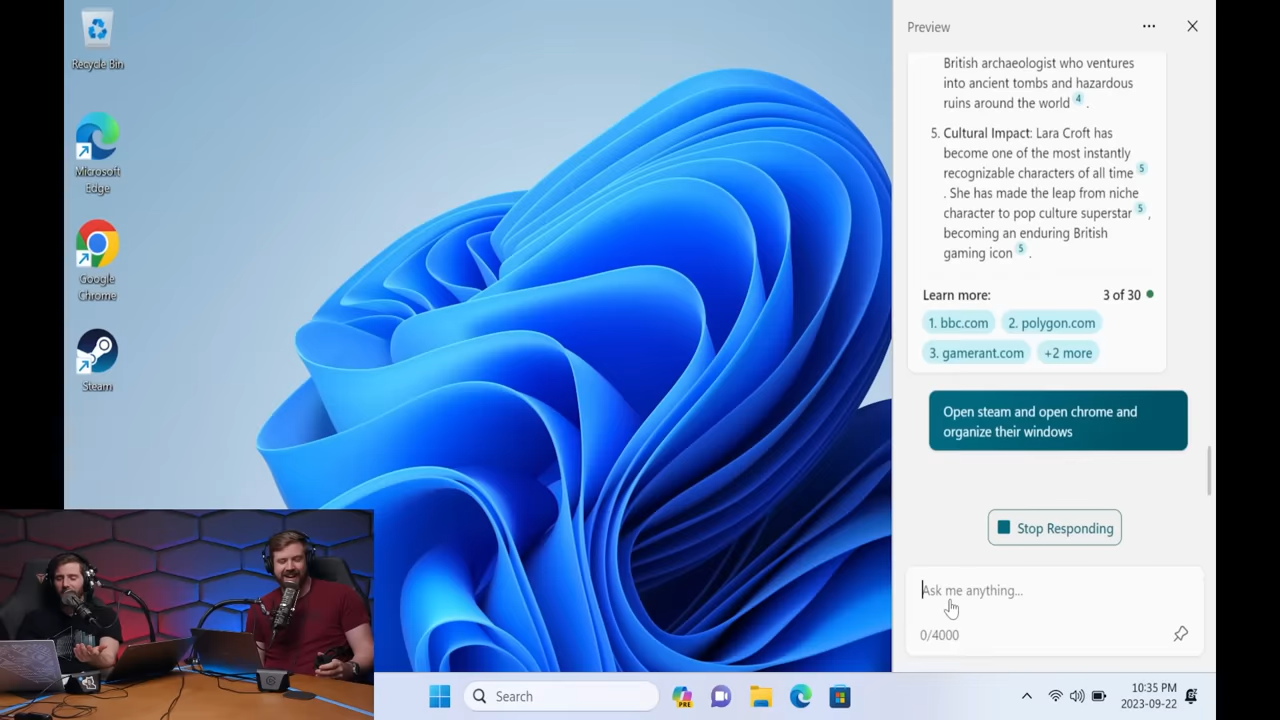 Recycle Bin
Microsoft
Edge
Google
Chrome
Steam
Preview
British archaeologist who ventures
into ancient tombs and hazardous
ruins around the world 4 .
5. Cultural Impact: Lara Croft has
become one of the most instantly
recognizable characters of all time 5
. She has made the leap from niche
character to pop culture superstar 5 ,
becoming an enduring British
gaming icon 5 .
Learn more:
3 of 30
1. bbc.com
2. polygon.com
3. gamerant.com
+2 more
Open steam and open chrome and
organize their windows
Stop Responding
Ask me anything...
0/4000
Search
PRE
10:35 PM
2023-09-22